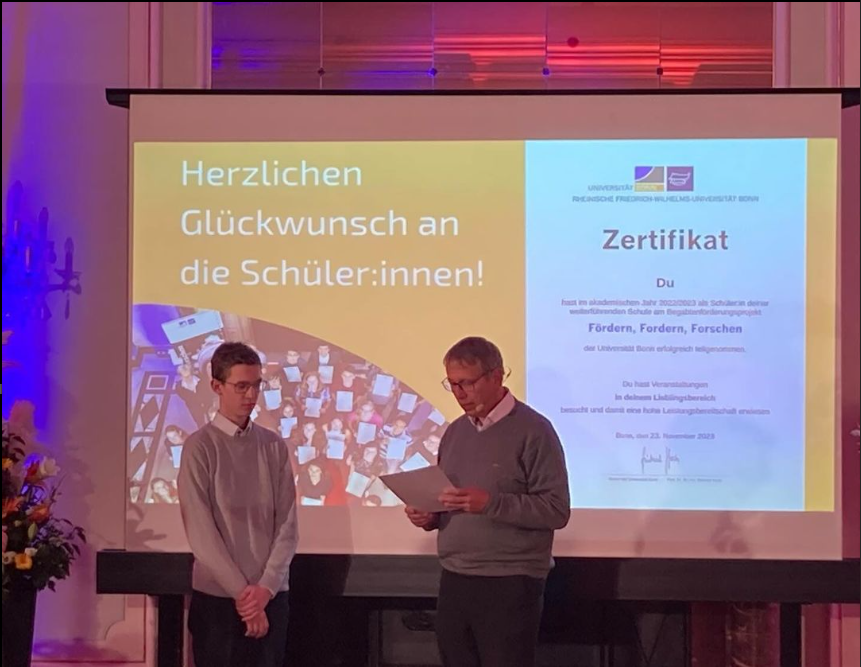 Herzlichen
Glückwunsch an
die Schüler:innen!
UNIVERSITÄT BONN
RHEINISCHE FRIEDRICH-WILHELMS-UNIVERSITÄT BONN
Zertifikat
Du
hast im akademischen Jahr 2022/2023 als Schüler:in deiner
weiterführenden Schule am Begabtenförderungsprojekt
Fördern, Fordern, Forschen
der Universität Bonn erfolgreich teilgenommen.
Du hast Veranstaltungen
in deinem Lieblingsbereich
besucht und damit eine hohe Leistungsbereitschaft erwiesen
Bonn, den 23. November 2023